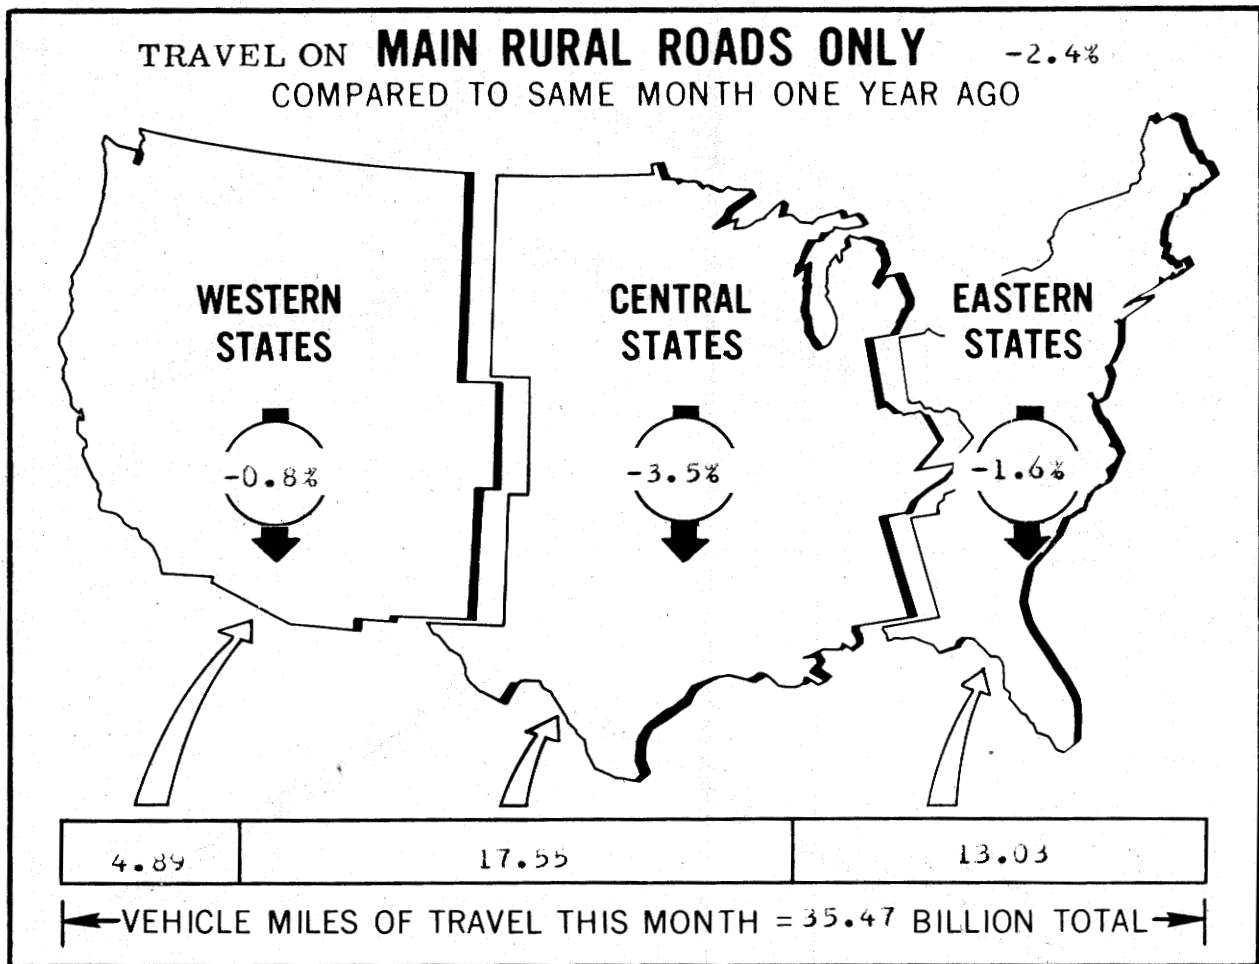 TRAVEL ON MAIN RURAL ROADS ONLY -2.4%
COMPARED TO SAME MONTH ONE YEAR AGO
WESTERN
STATES
CENTRAL
STATES
EASTERN
STATES
-0.8%
-3.5%
-1.6%
4.89
17.55
13.03
VEHICLE MILES OF TRAVEL THIS MONTH = 35.47 BILLION TOTAL